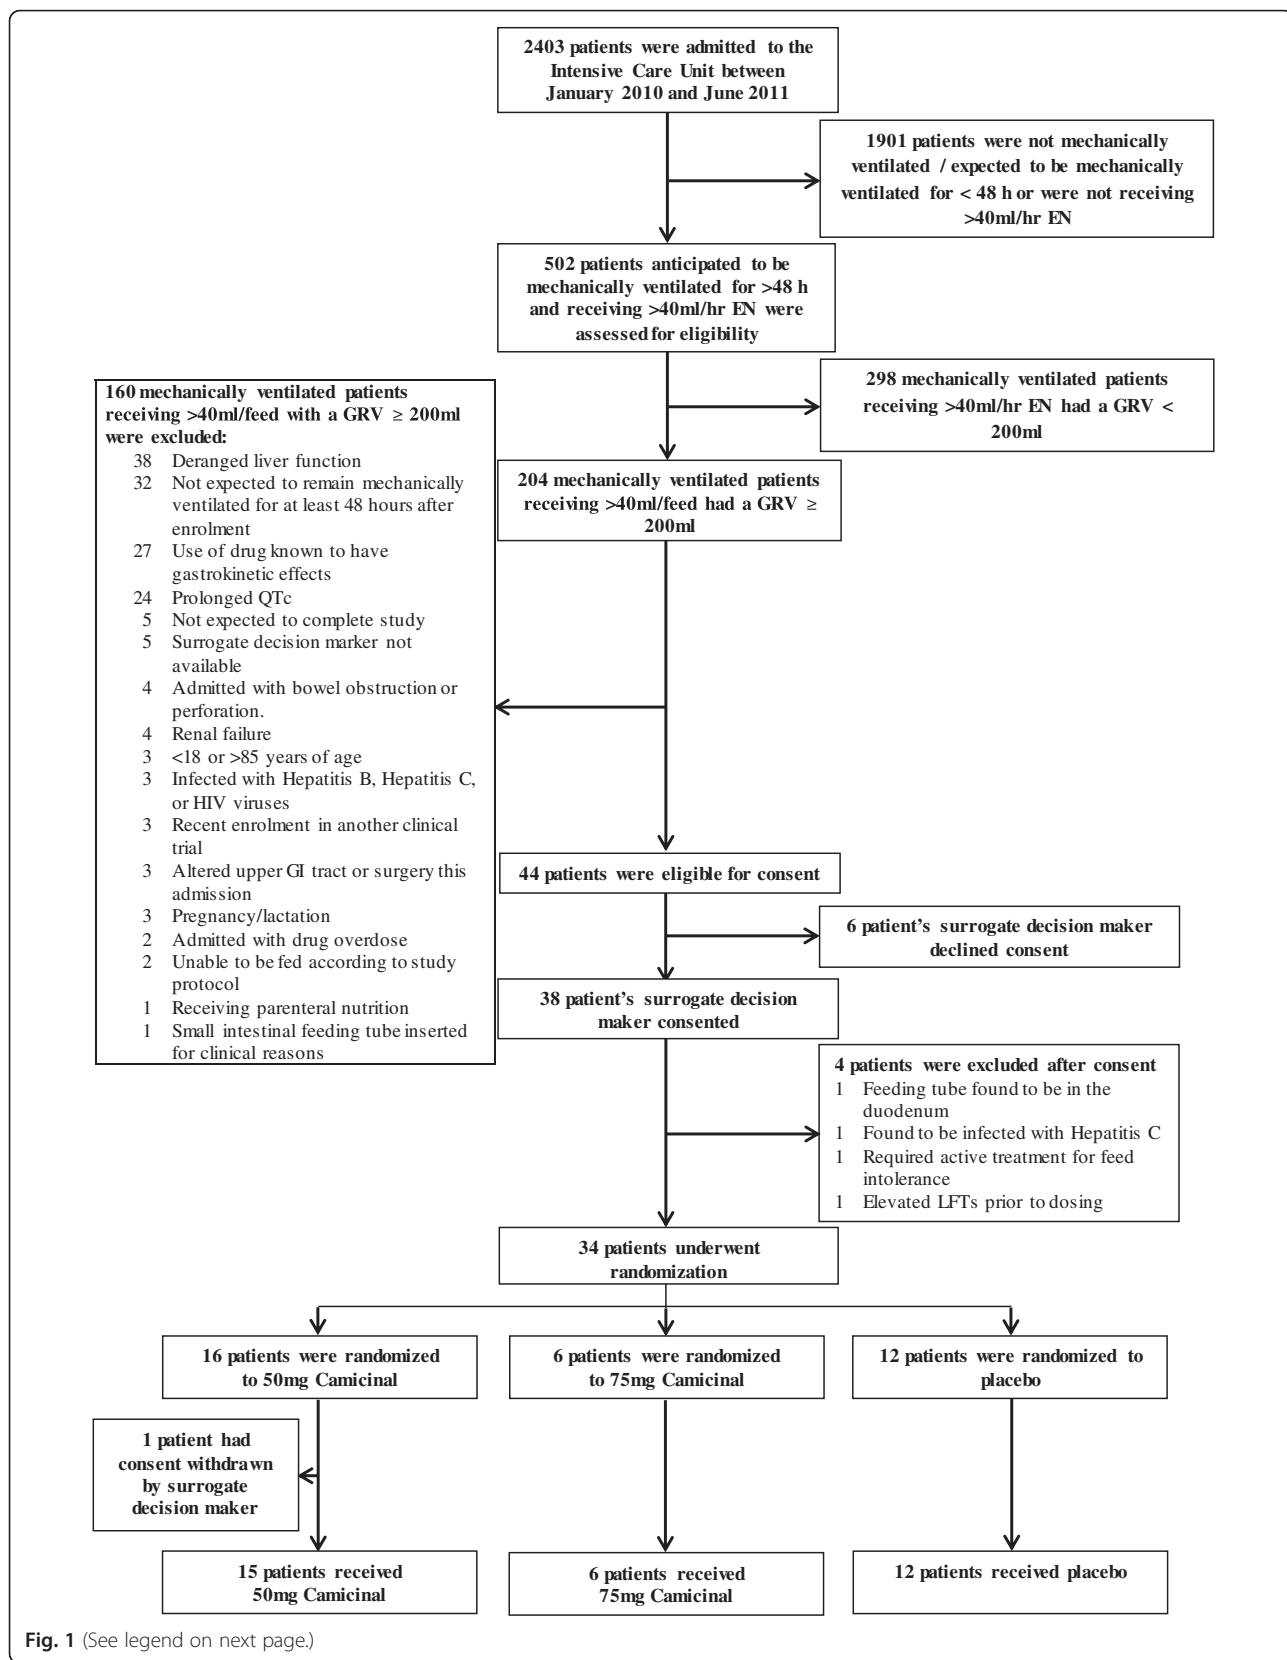 2403 patients were admitted to the
Intensive Care Unit between
January 2010 and June 2011
1901 patients were not mechanically
ventilated / expected to be mechanically
ventilated for < 48 h or were not receiving
>40ml/hr EN
502 patients anticipated to be
mechanically ventilated for >48 h
and receiving >40ml/hr EN were
assessed for eligibility
298 mechanically ventilated patients
receiving >40ml/hr EN had a GRV <
200ml
160 mechanically ventilated patients
receiving >40ml/feed with a GRV ≥ 200ml
were excluded:
38 Deranged liver function
32 Not expected to remain mechanically
ventilated for at least 48 hours after
enrolment
27 Use of drug known to have
gastrokinetic effects
24 Prolonged QTc
5 Not expected to complete study
5 Surrogate decision marker not
available
4 Admitted with bowel obstruction or
perforation.
4 Renal failure
3 <18 or >85 years of age
3 Infected with Hepatitis B, Hepatitis C,
or HIV viruses
3 Recent enrolment in another clinical
trial
3 Altered upper GI tract or surgery this
admission
3 Pregnancy/lactation
2 Admitted with drug overdose
2 Unable to be fed according to study
protocol
1 Receiving parenteral nutrition
1 Small intestinal feeding tube inserted
for clinical reasons
204 mechanically ventilated patients
receiving >40ml/feed had a GRV ≥
200ml
44 patients were eligible for consent
6 patient's surrogate decision maker
declined consent
38 patient's surrogate decision
maker consented
4 patients were excluded after consent
1 Feeding tube found to be in the
duodenum
1 Found to be infected with Hepatitis C
1 Required active treatment for feed
intolerance
1 Elevated LFTs prior to dosing
34 patients underwent
randomization
16 patients were randomized
to 50mg Camicinal
6 patients were randomized
to 75mg Camicinal
12 patients were randomized to
placebo
1 patient had
consent withdrawn
by surrogate
decision maker
15 patients received
50mg Camicinal
6 patients received
75mg Camicinal
12 patients received placebo
Fig. 1 (See legend on next page.)